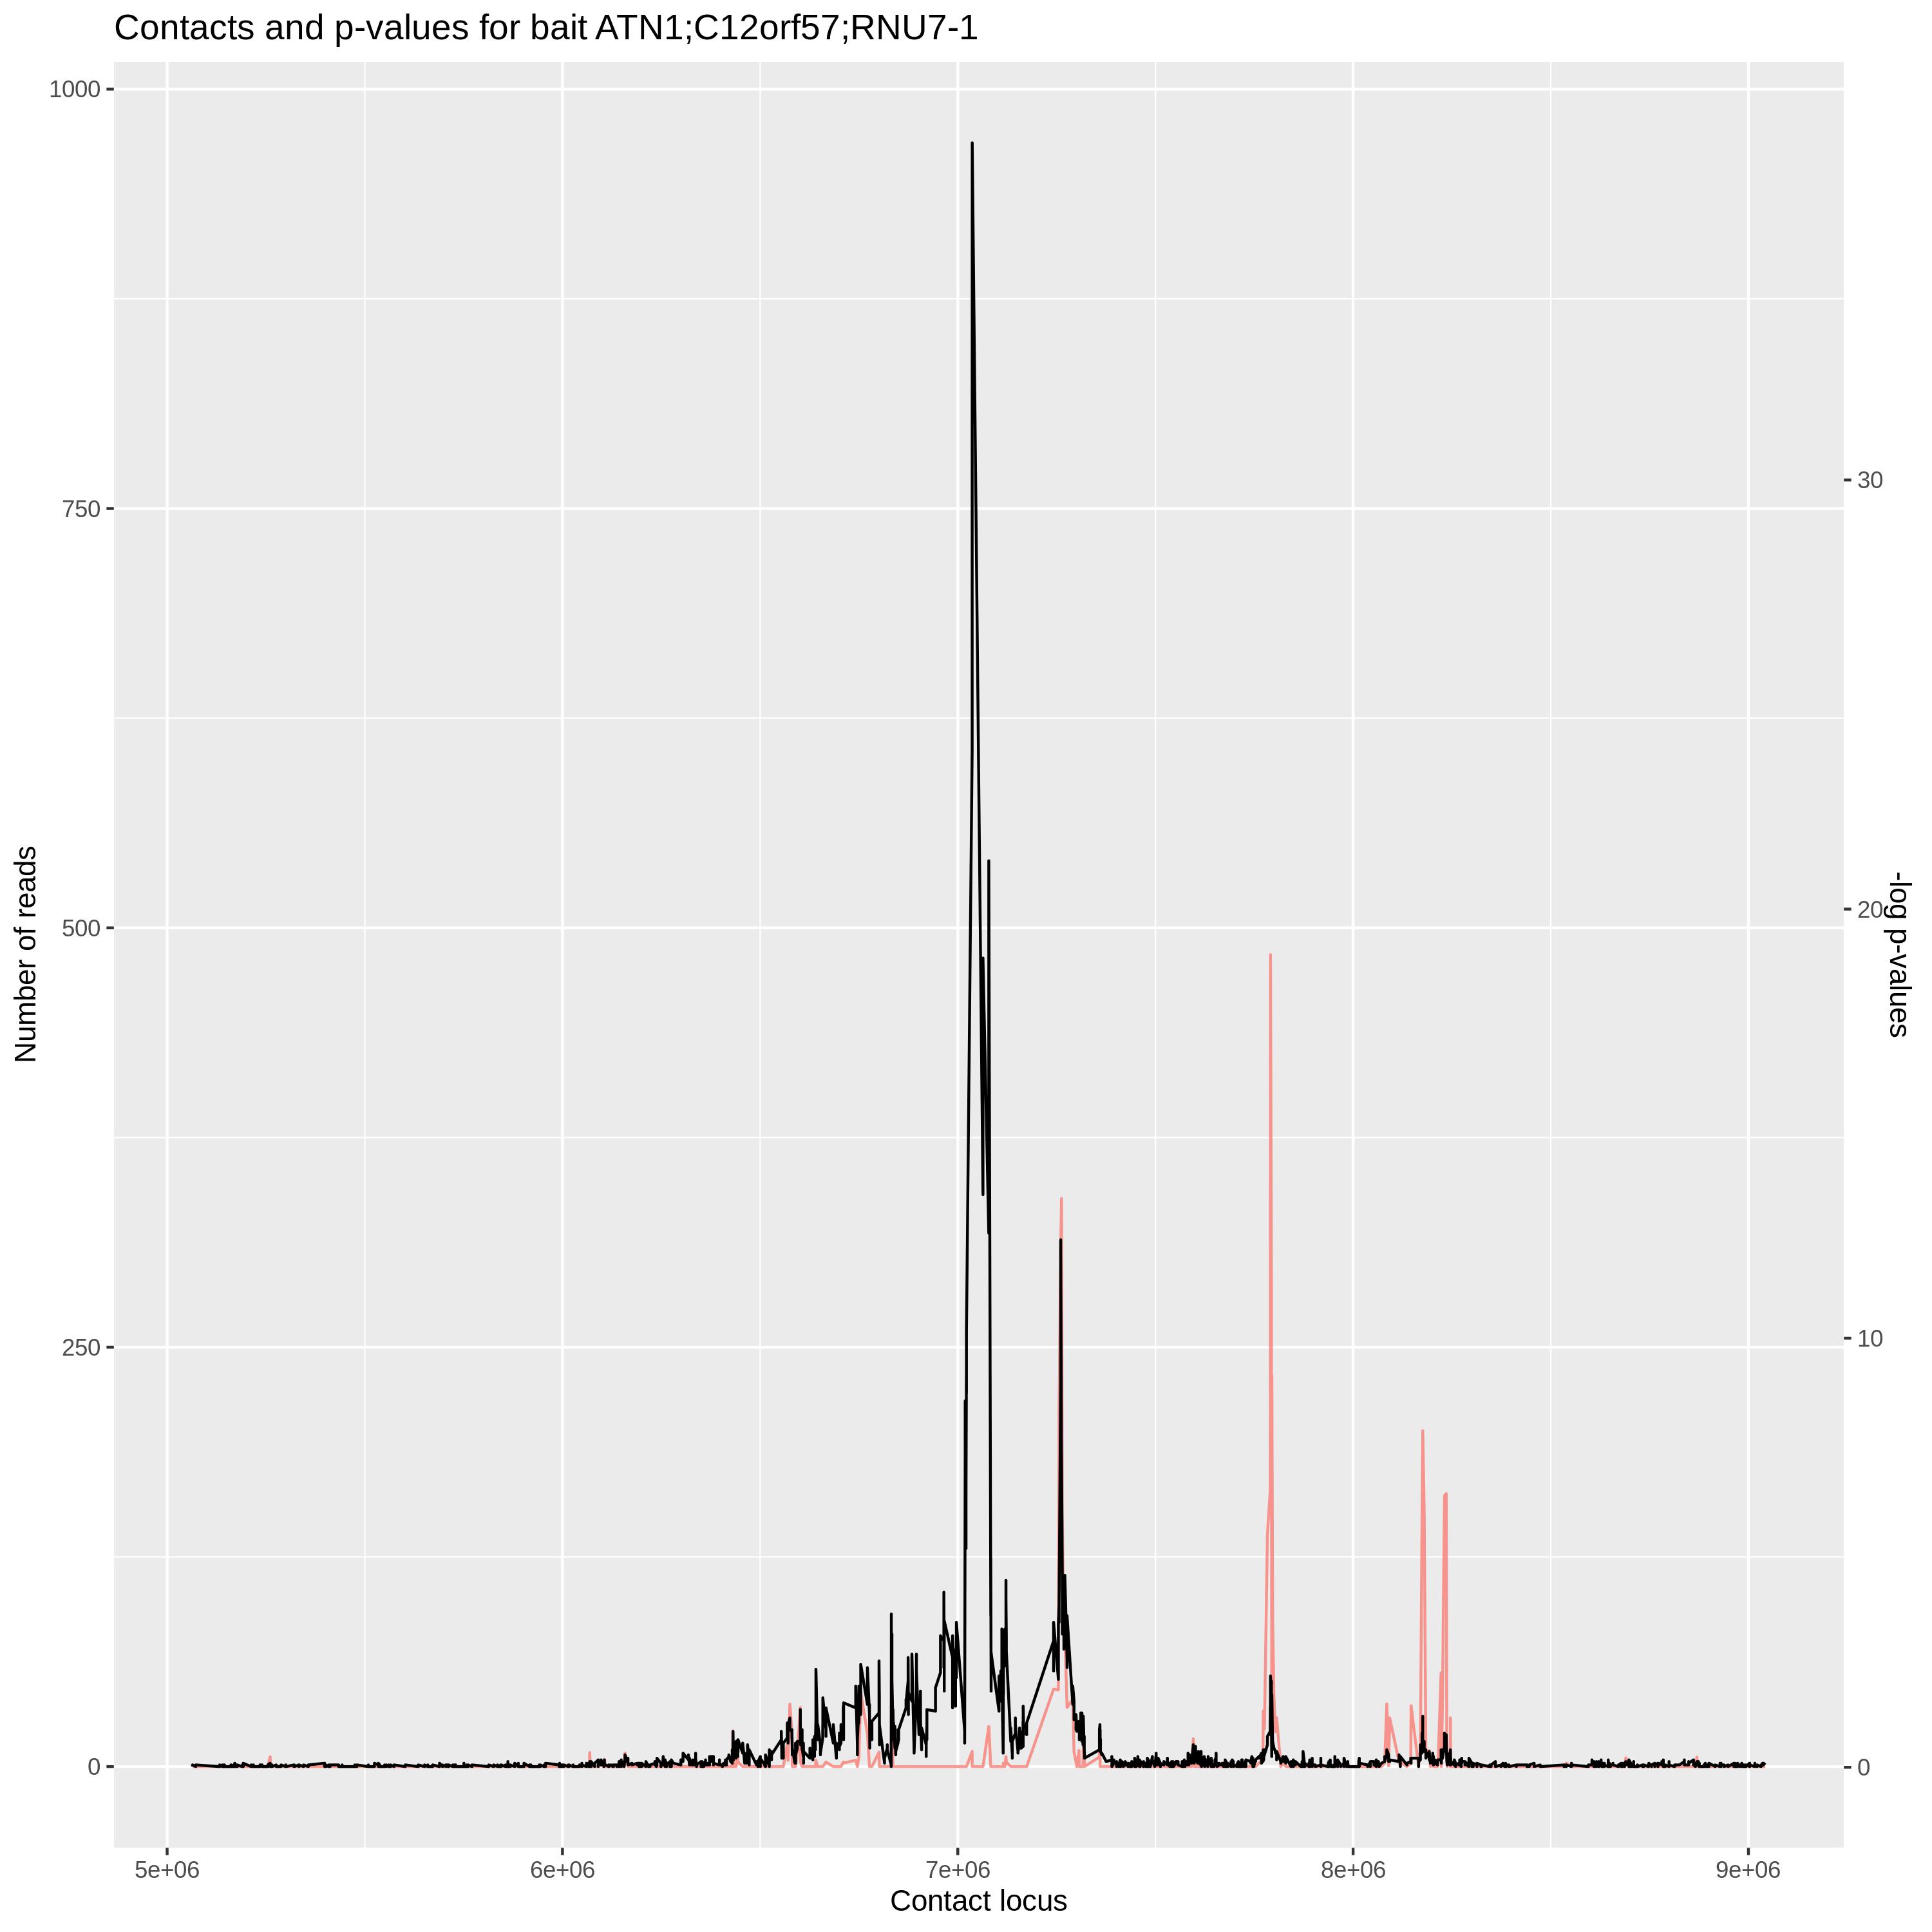 Contacts and p-values for bait ATN1;C12orf57;RNU7-1
1000
750
500
250
0
Number of reads
30
20
10
0
-log p-values
5e+06
6e+06
7e+06
8e+06
9e+06
Contact locus